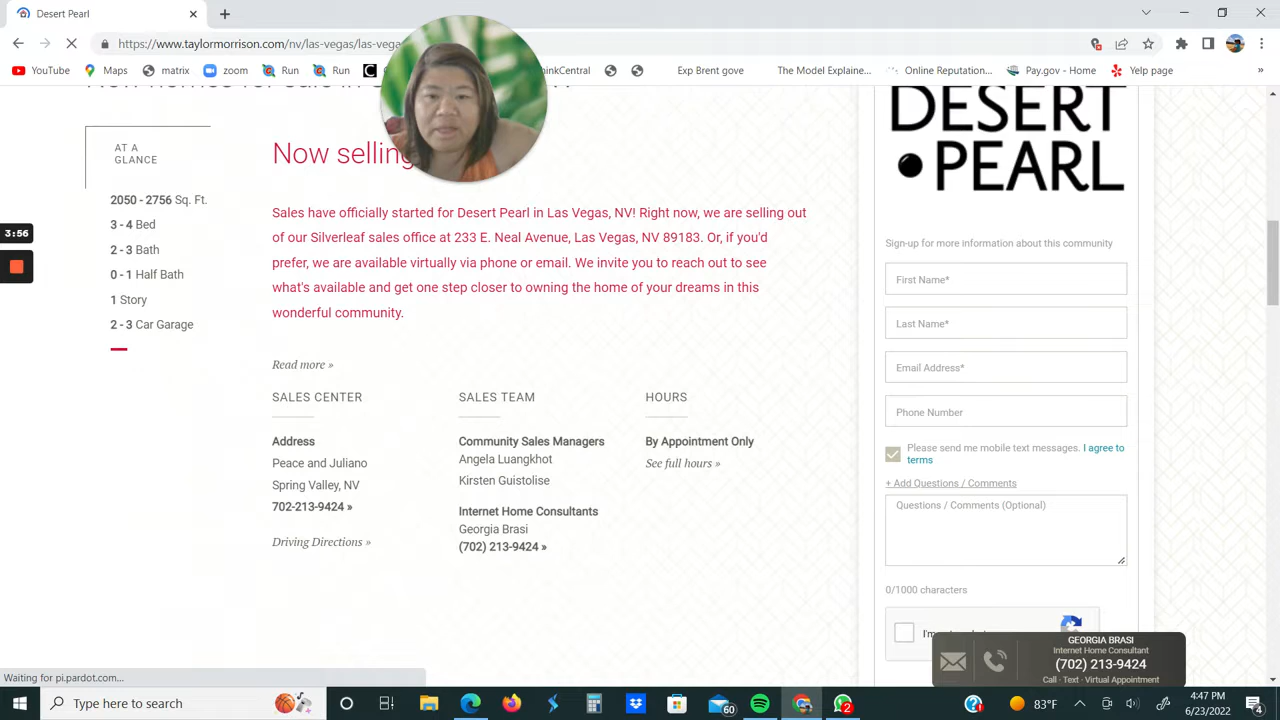 Desert Pearl
https://www.taylormorrison.com/nv/las-vegas/las-vega
YouTube
Maps
matrix
zoom
Run
Run
hinkCentral
Exp Brent gove
The Model Explaine...
Online Reputation...
Pay.gov - Home
Yelp page
»
DESERT
PEARL
AT A
GLANCE
2050 - 2756 Sq. Ft.
3 - 4 Bed
2 - 3 Bath
0 - 1 Half Bath
1 Story
2 - 3 Car Garage
3:56
Now selling
Sales have officially started for Desert Pearl in Las Vegas, NV! Right now, we are selling out
of our Silverleaf sales office at 233 E. Neal Avenue, Las Vegas, NV 89183. Or, if you'd
prefer, we are available virtually via phone or email. We invite you to reach out to see
what's available and get one step closer to owning the home of your dreams in this
wonderful community.
Read more »
SALES CENTER
Address
Peace and Juliano
Spring Valley, NV
702-213-9424 »
Driving Directions »
SALES TEAM
Community Sales Managers
Angela Luangkhot
Kirsten Guistolise
Internet Home Consultants
Georgia Brasi
(702) 213-9424 »
HOURS
By Appointment Only
See full hours »
Sign-up for more information about this community
First Name*
Last Name*
Email Address*
Phone Number
Please send me mobile text messages. I agree to
terms
+ Add Questions / Comments
Questions / Comments (Optional)
0/1000 characters
GEORGIA BRASI
Internet Home Consultant
(702) 213-9424
Call · Text · Virtual Appointment
Waiting for pi.pardot.com...
Type here to search
60
2
83°F
4:47 PM
6/23/2022
4